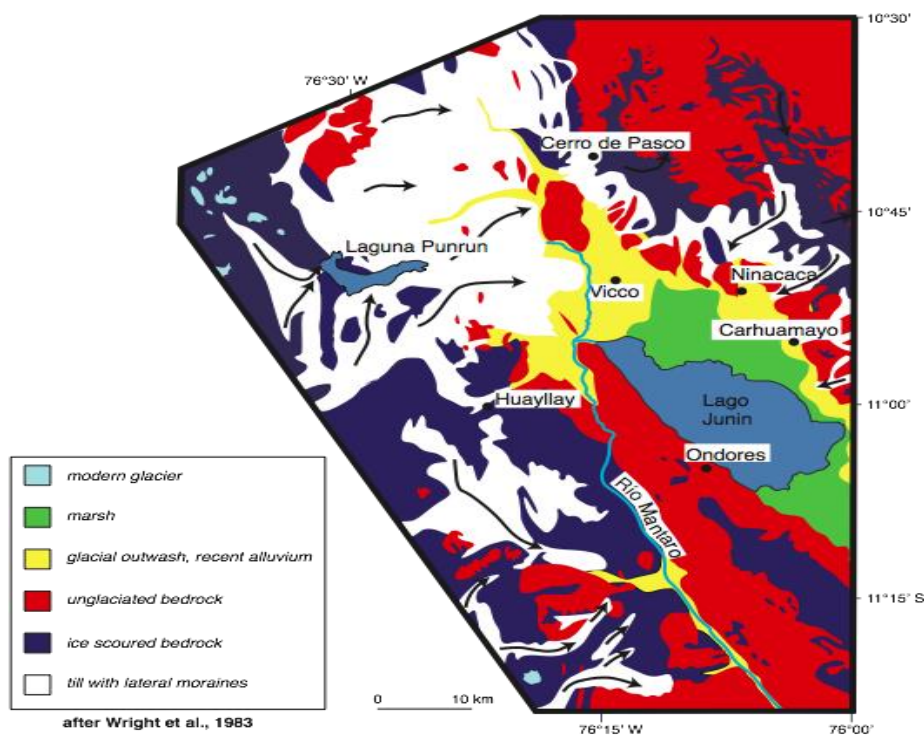 10°30'
76°30' W
Cerro de Pasco
10°45'
Laguna Punrun
Ninacaca
Vicco
Carhuamayo
Lago
Junin
Huayllay
11°00'
Ondores
Río Mantaro
modern glacier
marsh
glacial outwash, recent alluvium
unglaciated bedrock
ice scoured bedrock
till with lateral moraines
11°15' S
0 10 km
after Wright et al., 1983
76°15' W
76°00'